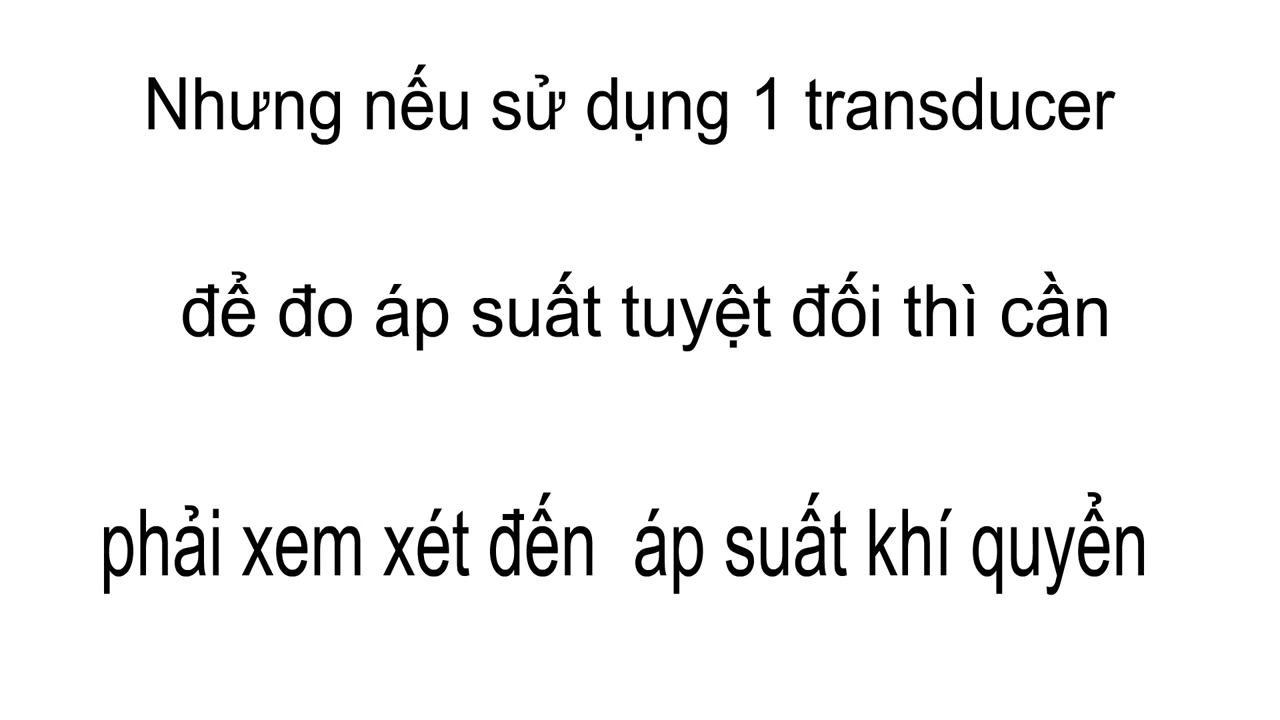 Nhưng nếu sử dụng 1 transducer
để đo áp suất tuyệt đối thì cần
phải xem xét đến áp suất khí quyển